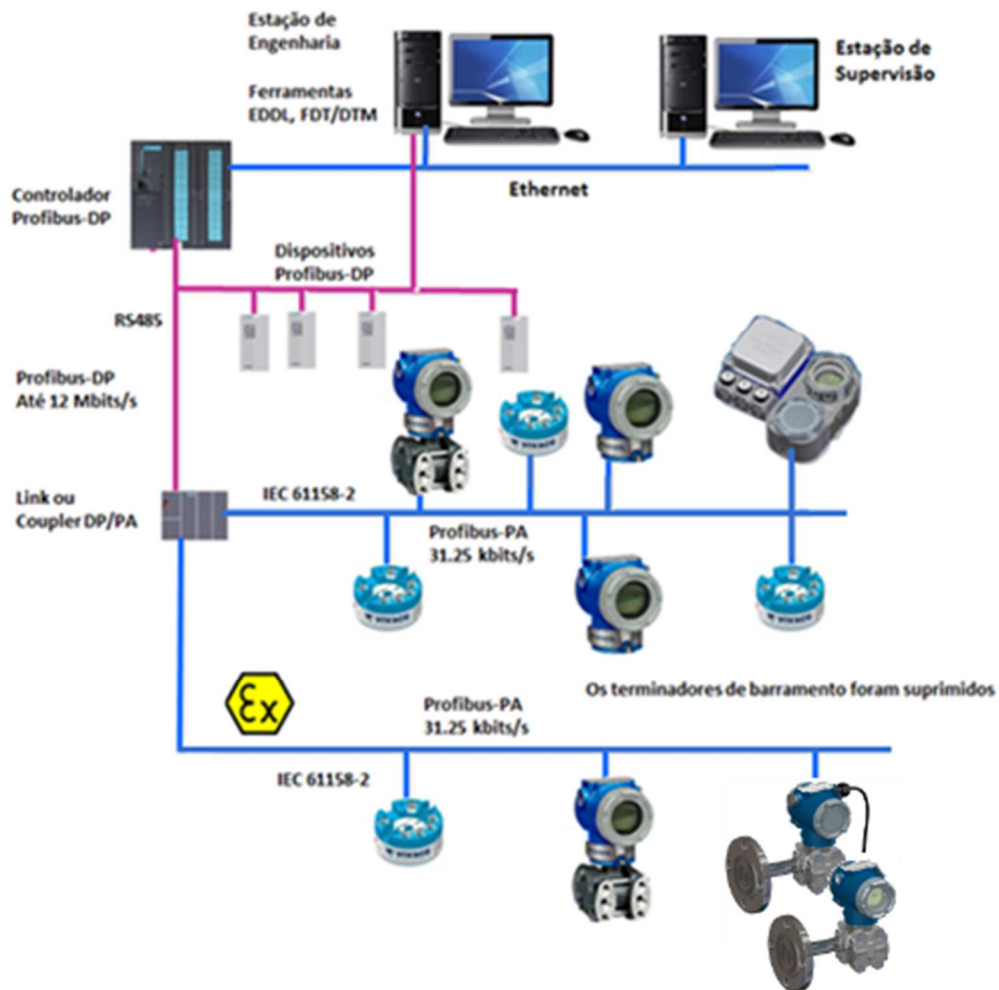 Estação de
Engenharia
Ferramentas
EDDL, FDT/DTM
Estação de
Supervisão
Ethernet
Controlador
Profibus-DP
Dispositivos
Profibus-DP
RS485
Profibus-DP
Até 12 Mbits/s
Link ou
Coupler DP/PA
IEC 61158-2
Profibus-PA
31.25 kbits/s
Os terminadores de barramento foram suprimidos
Ex
Profibus-PA
31.25 kbits/s
IEC 61158-2